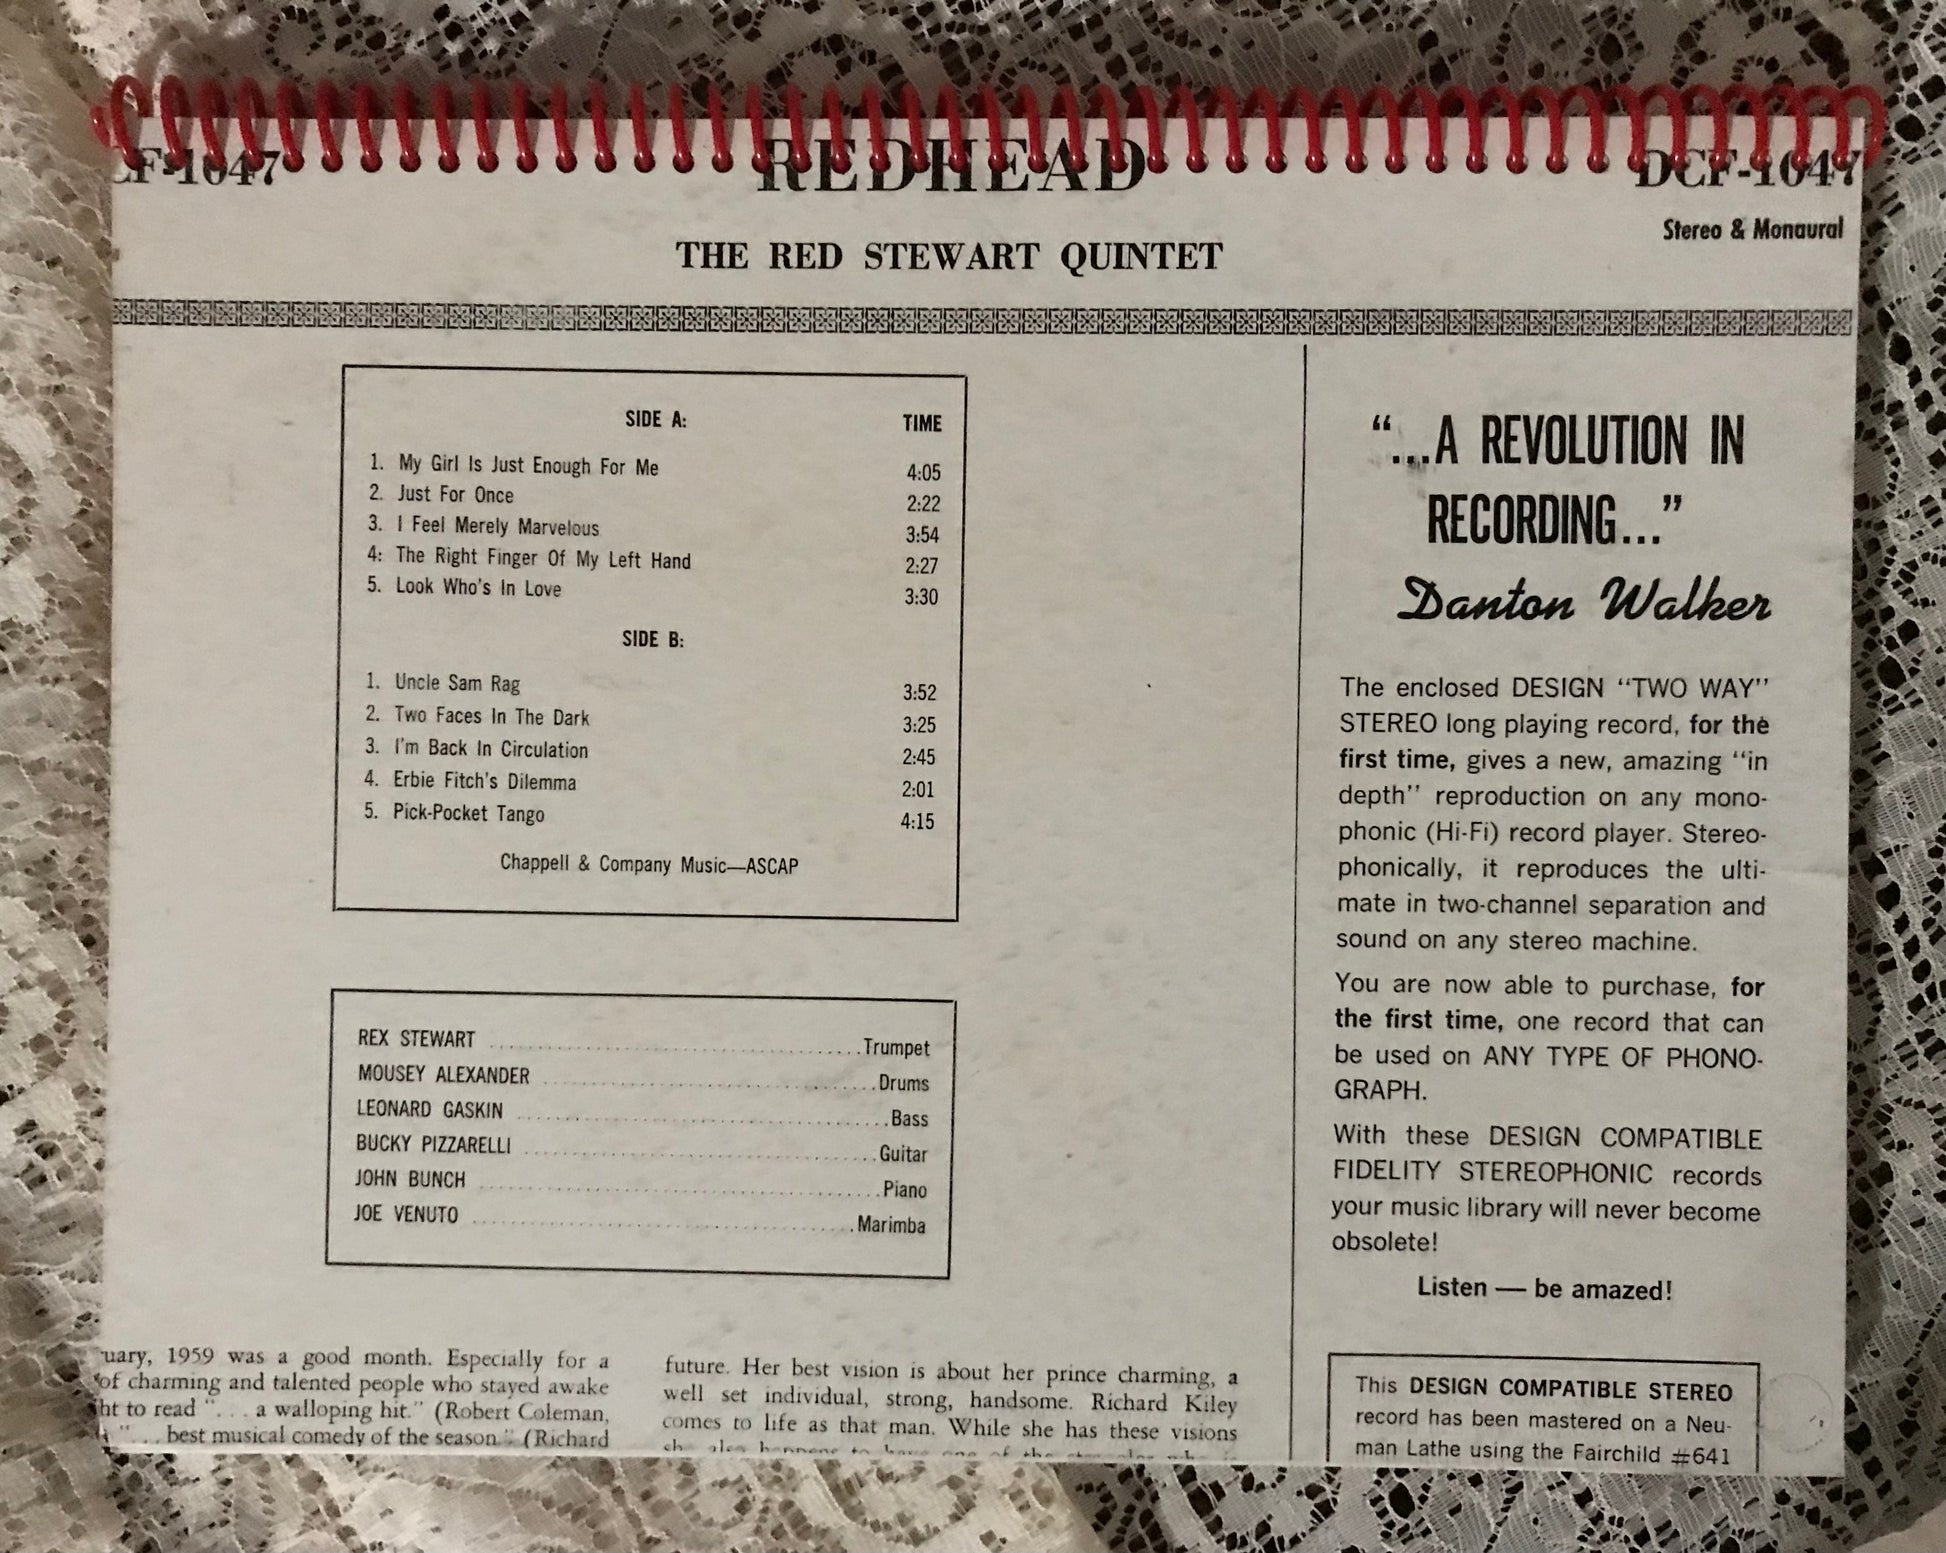 CF-1047 REDHEAD DCF-1047
Stereo & Monaural
THE RED STEWART QUINTET
SIDE A: TIME
1. My Girl Is Just Enough For Me 4:05
2. Just For Once 2:22
3. I Feel Merely Marvelous 3:54
4: The Right Finger Of My Left Hand 2:27
5. Look Who's In Love 3:30
SIDE B:
1. Uncle Sam Rag 3:52
2. Two Faces In The Dark 3:25
3. I'm Back In Circulation 2:45
4. Erbie Fitch's Dilemma 2:01
5. Pick-Pocket Tango 4:15
Chappell & Company Music—ASCAP
REX STEWART Trumpet
MOUSEY ALEXANDER Drums
LEONARD GASKIN Bass
BUCKY PIZZARELLI Guitar
JOHN BUNCH Piano
JOE VENUTO Marimba
uary, 1959 was a good month. Especially for a
of charming and talented people who stayed awake
ht to read "... a walloping hit." (Robert Coleman,
"... best musical comedy of the season." (Richard
future. Her best vision is about her prince charming, a
well set individual, strong, handsome. Richard Kiley
comes to life as that man. While she has these visions
she also happens to have one of the
"...A REVOLUTION IN
RECORDING..."
Danton Walker
The enclosed DESIGN "TWO WAY"
STEREO long playing record, for the
first time, gives a new, amazing "in
depth" reproduction on any mono-
phonic (Hi-Fi) record player. Stereo-
phonically, it reproduces the ulti-
mate in two-channel separation and
sound on any stereo machine.
You are now able to purchase, for
the first time, one record that can
be used on ANY TYPE OF PHONO-
GRAPH.
With these DESIGN COMPATIBLE
FIDELITY STEREOPHONIC records
your music library will never become
obsolete!
Listen — be amazed!
This DESIGN COMPATIBLE STEREO
record has been mastered on a Neu-
man Lathe using the Fairchild #641